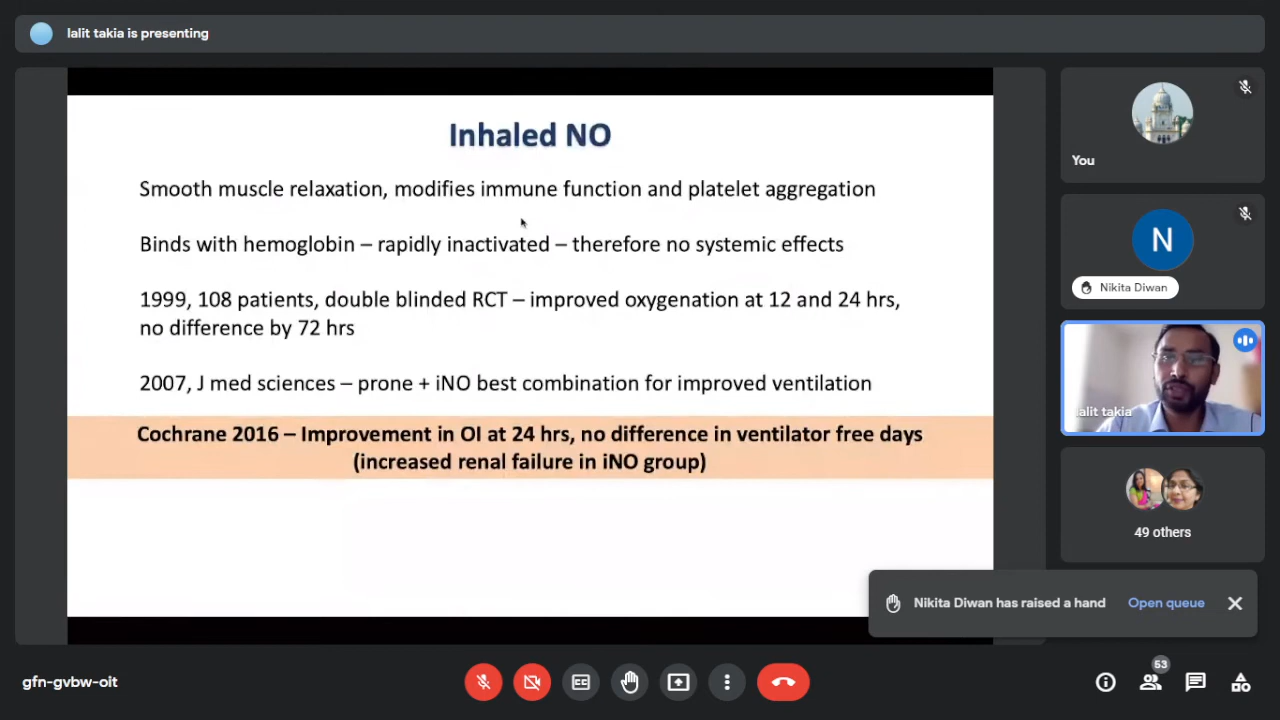 lalit takia is presenting
Inhaled NO
Smooth muscle relaxation, modifies immune function and platelet aggregation
Binds with hemoglobin – rapidly inactivated – therefore no systemic effects
1999, 108 patients, double blinded RCT – improved oxygenation at 12 and 24 hrs,
no difference by 72 hrs
2007, J med sciences – prone + iNO best combination for improved ventilation
Cochrane 2016 – Improvement in OI at 24 hrs, no difference in ventilator free days
(increased renal failure in iNO group)
You
N
Nikita Diwan
lalit takia
49 others
Nikita Diwan has raised a hand
Open queue
gfn-gvbw-oit
CC
53